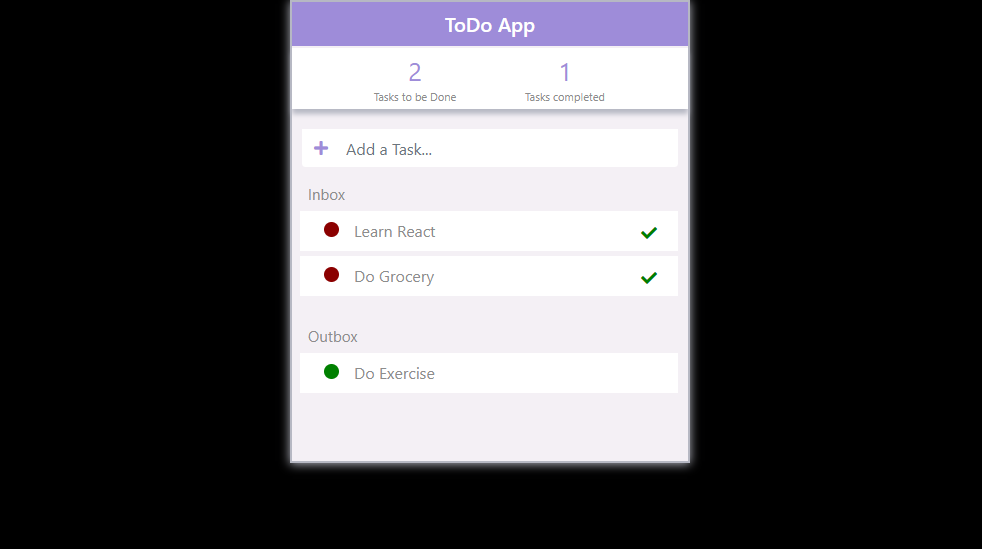 ToDo App
2 1
Tasks to be Done Tasks completed
Add a Task...
Inbox
Learn React
Do Grocery
Outbox
Do Exercise